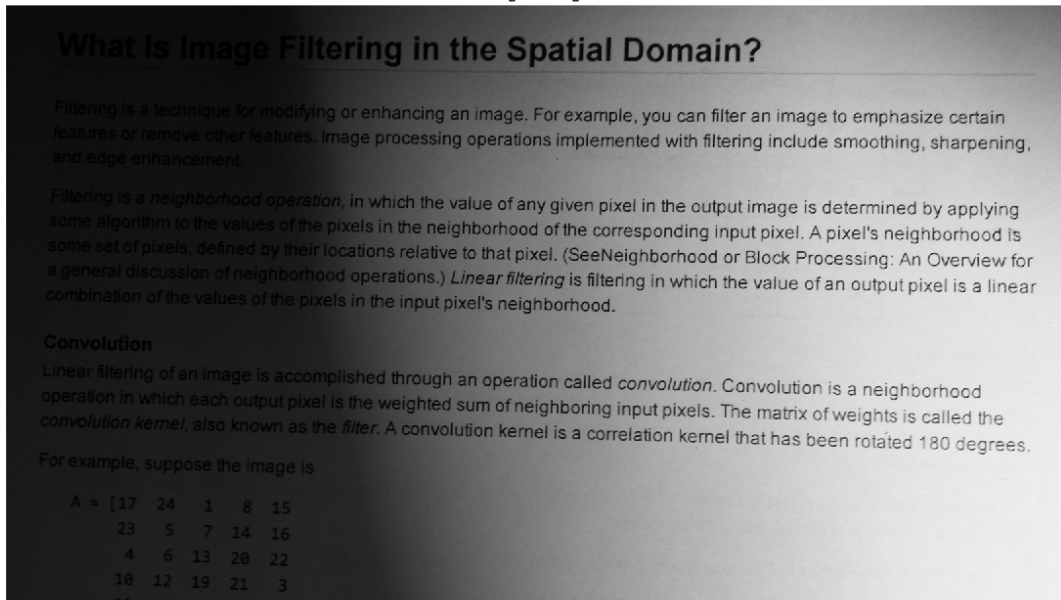 What Is Image Filtering in the Spatial Domain?
Filtering is a technique for modifying or enhancing an image. For example, you can filter an image to emphasize certain
features or remove other features. Image processing operations implemented with filtering include smoothing, sharpening,
and edge enhancement.
Filtering is a neighborhood operation, in which the value of any given pixel in the output image is determined by applying
some algorithm to the values of the pixels in the neighborhood of the corresponding input pixel. A pixel's neighborhood is
some set of pixels, defined by their locations relative to that pixel. (SeeNeighborhood or Block Processing: An Overview for
a general discussion of neighborhood operations.) Linear filtering is filtering in which the value of an output pixel is a linear
combination of the values of the pixels in the input pixel's neighborhood.
Convolution
Linear filtering of an image is accomplished through an operation called convolution. Convolution is a neighborhood
operation in which each output pixel is the weighted sum of neighboring input pixels. The matrix of weights is called the
convolution kernel, also known as the filter. A convolution kernel is a correlation kernel that has been rotated 180 degrees.
For example, suppose the image is
A = [17 24 1 8 15
23 5 7 14 16
4 6 13 20 22
10 12 19 21 3